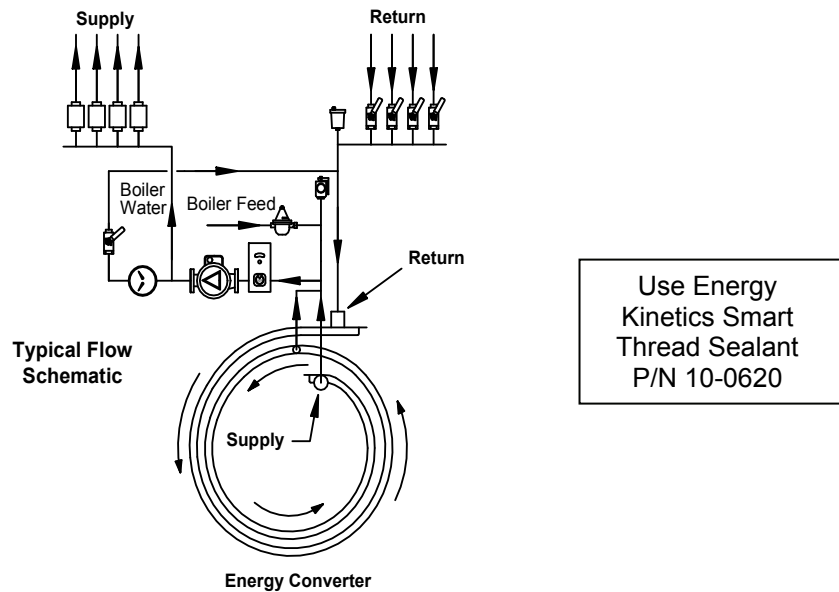 Supply
Return
Boiler
Water
Boiler Feed
Return
Typical Flow
Schematic
Supply
Energy Converter
Use Energy
Kinetics Smart
Thread Sealant
P/N 10-0620